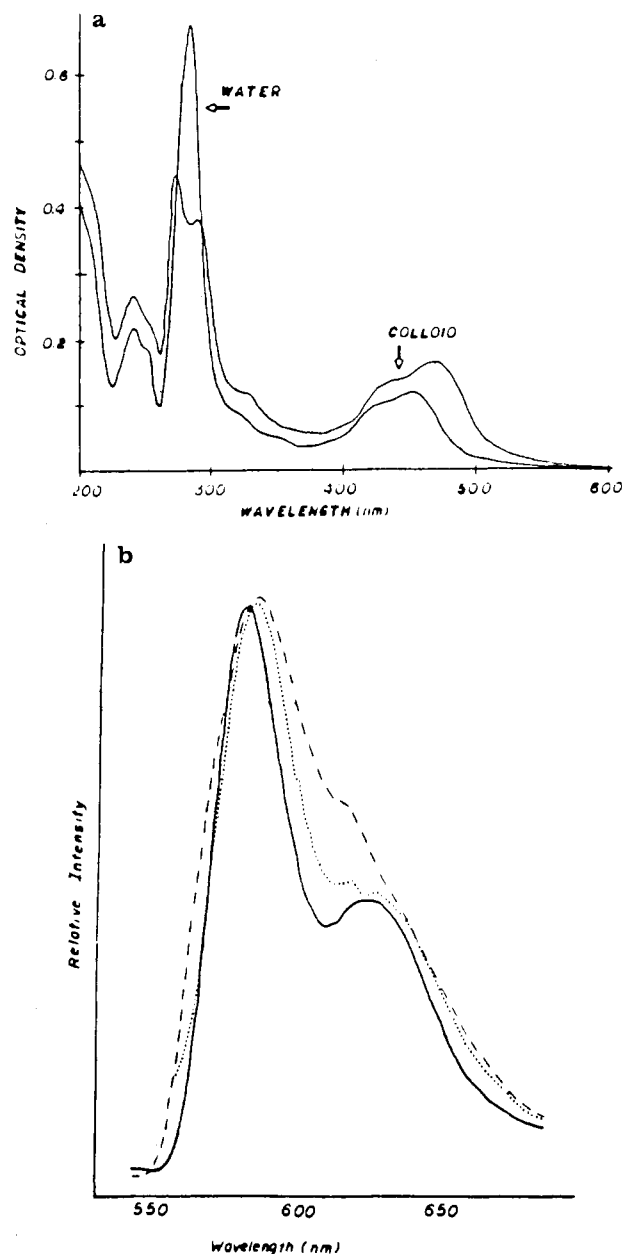 a
0.6
WATER
0.4
OPTICAL DENSITY
COLLOID
0.2
200 300 400 500 600
WAVELENGTH (nm)
b
Relative Intensity
550 600 650
Wavelength (nm)